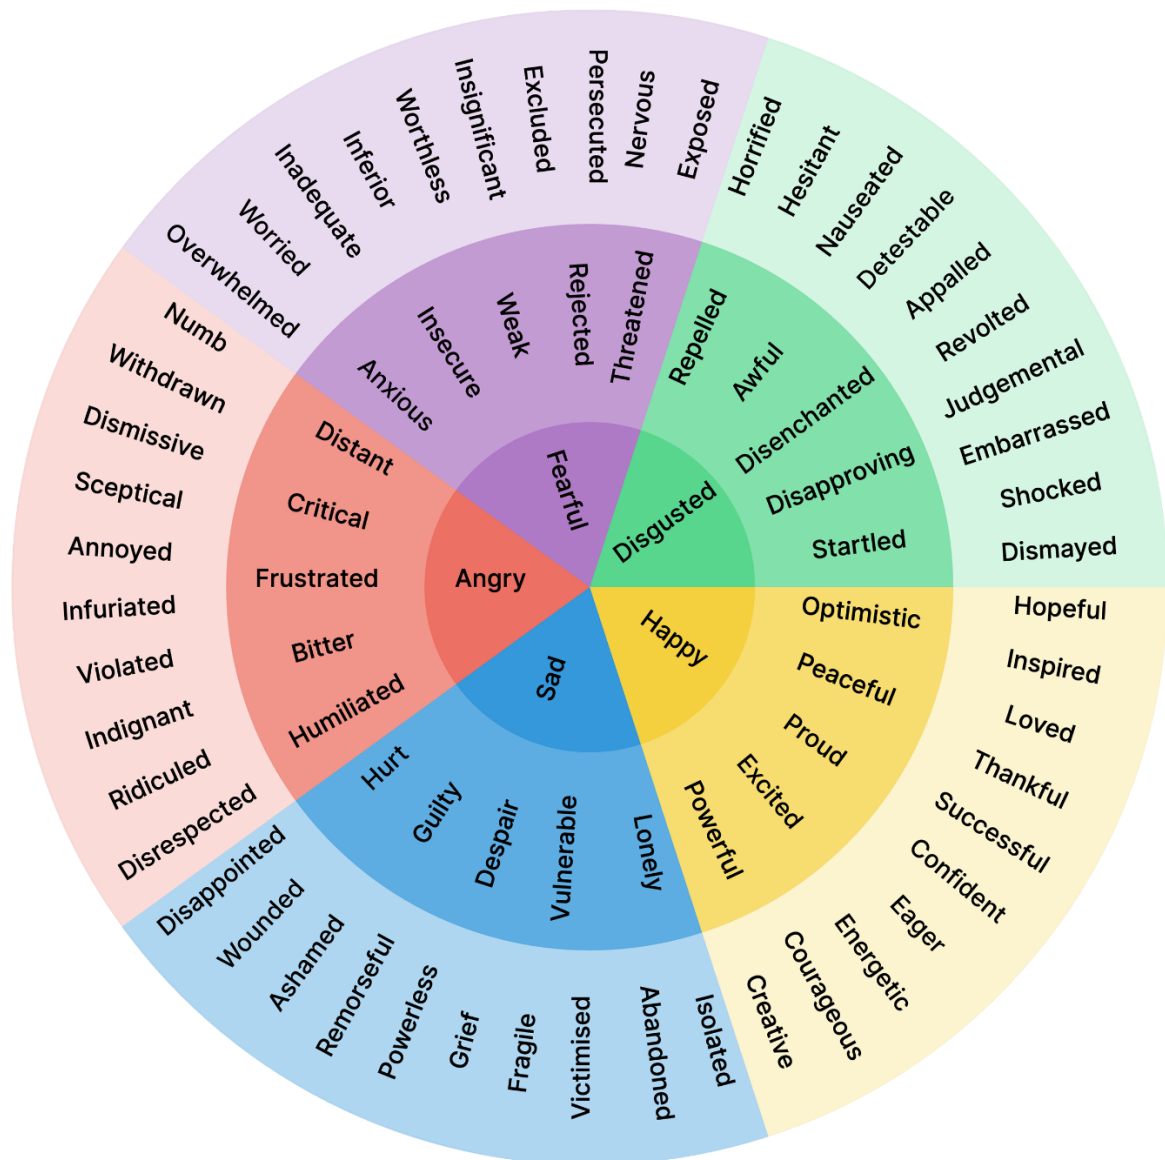 Fearful
Disgusted
Happy
Sad
Angry
Anxious
Insecure
Weak
Rejected
Threatened
Repelled
Awful
Disenchanted
Disapproving
Startled
Optimistic
Peaceful
Proud
Excited
Powerful
Lonely
Vulnerable
Despair
Guilty
Hurt
Humiliated
Bitter
Frustrated
Critical
Distant
Overwhelmed
Worried
Inadequate
Inferior
Worthless
Insignificant
Excluded
Persecuted
Nervous
Exposed
Horrified
Hesitant
Nauseated
Detestable
Appalled
Revolted
Judgemental
Embarrassed
Shocked
Dismayed
Hopeful
Inspired
Loved
Thankful
Successful
Confident
Eager
Energetic
Courageous
Creative
Isolated
Abandoned
Victimised
Fragile
Grief
Powerless
Remorseful
Ashamed
Wounded
Disappointed
Disrespected
Ridiculed
Indignant
Violated
Infuriated
Annoyed
Sceptical
Dismissive
Withdrawn
Numb